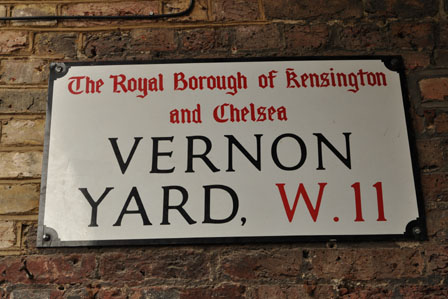 The Royal Borough of Kensington
and Chelsea
VERNON
YARD, W.11